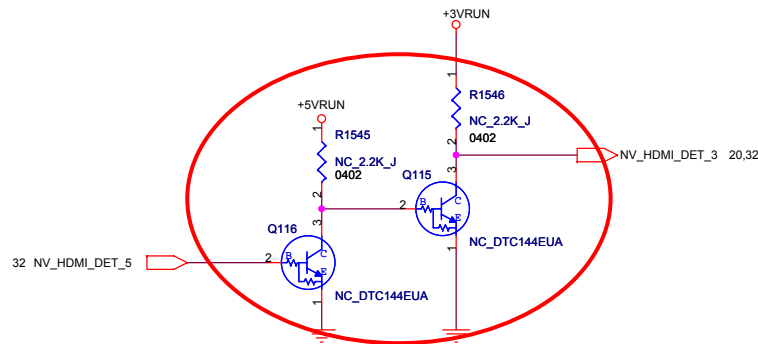 +3VRUN
1
R1546
NC_2.2K_J
0402
2
+5VRUN
1
R1545
NC_2.2K_J
0402
2
NV_HDMI_DET_3 20,32
3
Q115
2
B
C
E
1
NC_DTC144EUA
3
Q116
32 NV_HDMI_DET_5
2
B
C
E
1
NC_DTC144EUA